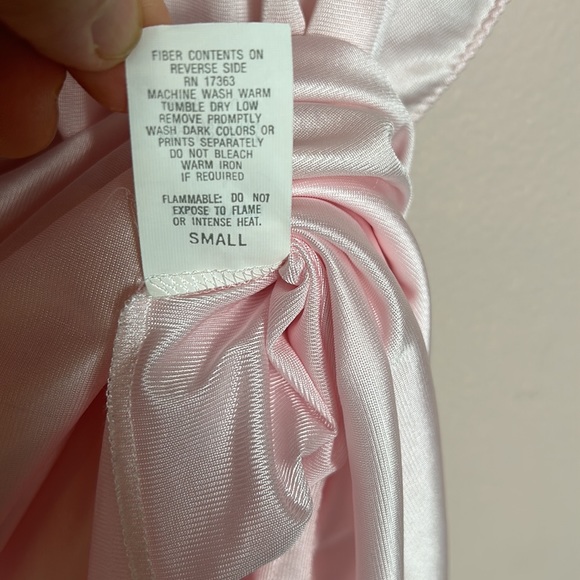 FIBER CONTENTS ON
REVERSE SIDE
RN 17363
MACHINE WASH WARM
TUMBLE DRY LOW
REMOVE PROMPTLY
WASH DARK COLORS OR
PRINTS SEPARATELY
DO NOT BLEACH
WARM IRON
IF REQUIRED
FLAMMABLE: DO NOT
EXPOSE TO FLAME
OR INTENSE HEAT.
SMALL